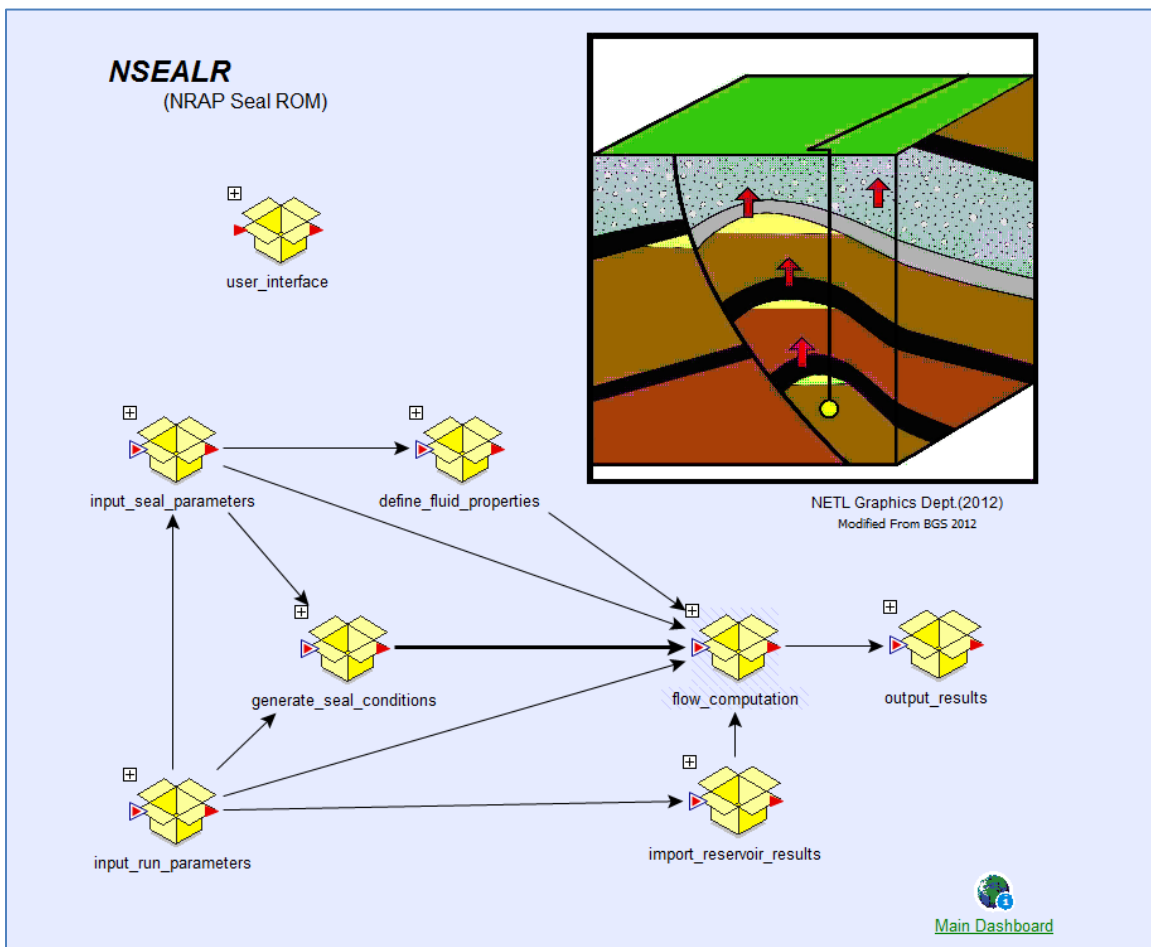 NSEALR
(NRAP Seal ROM)
user_interface
input_seal_parameters
define_fluid_properties
NETL Graphics Dept.(2012)
Modified From BGS 2012
generate_seal_conditions
flow_computation
output_results
input_run_parameters
import_reservoir_results
Main Dashboard